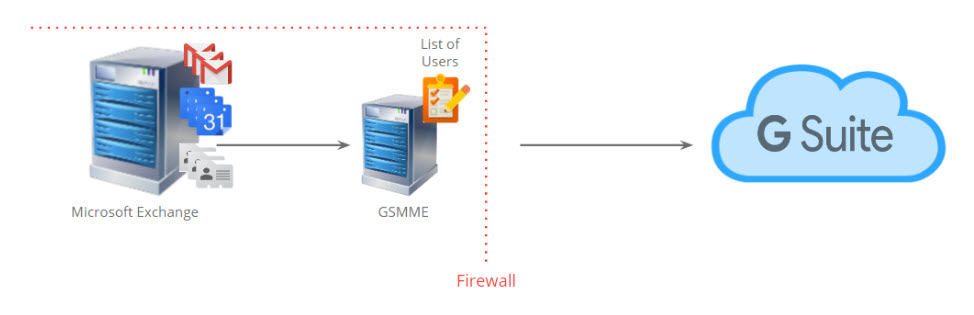 List of
Users
31
G Suite
Microsoft Exchange
GSMME
Firewall